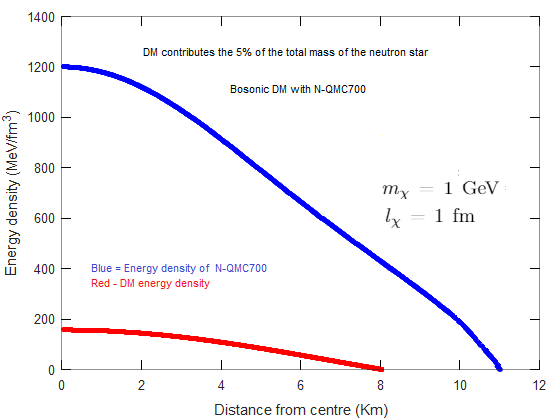 1400
1200
1000
800
600
400
200
0
Energy density (MeV/fm³)
DM contributes the 5% of the total mass of the neutron star
Bosonic DM with N-QMC700
mχ = 1 GeV
lχ = 1 fm
Blue = Energy density of N-QMC700
Red - DM energy density
0 2 4 6 8 10 12
Distance from centre (Km)